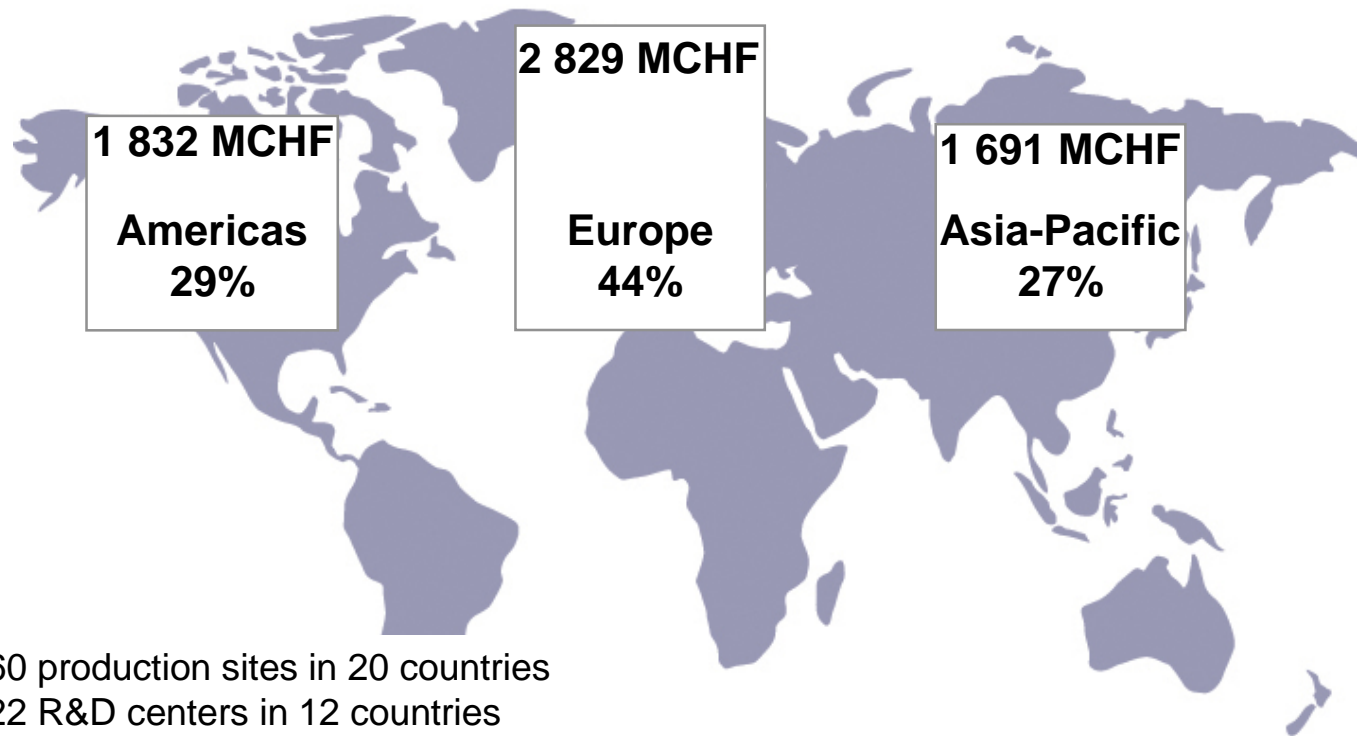 2 829 MCHF
1 832 MCHF
1 691 MCHF
Americas
29%
Europe
44%
Asia-Pacific
27%
60 production sites in 20 countries
22 R&D centers in 12 countries